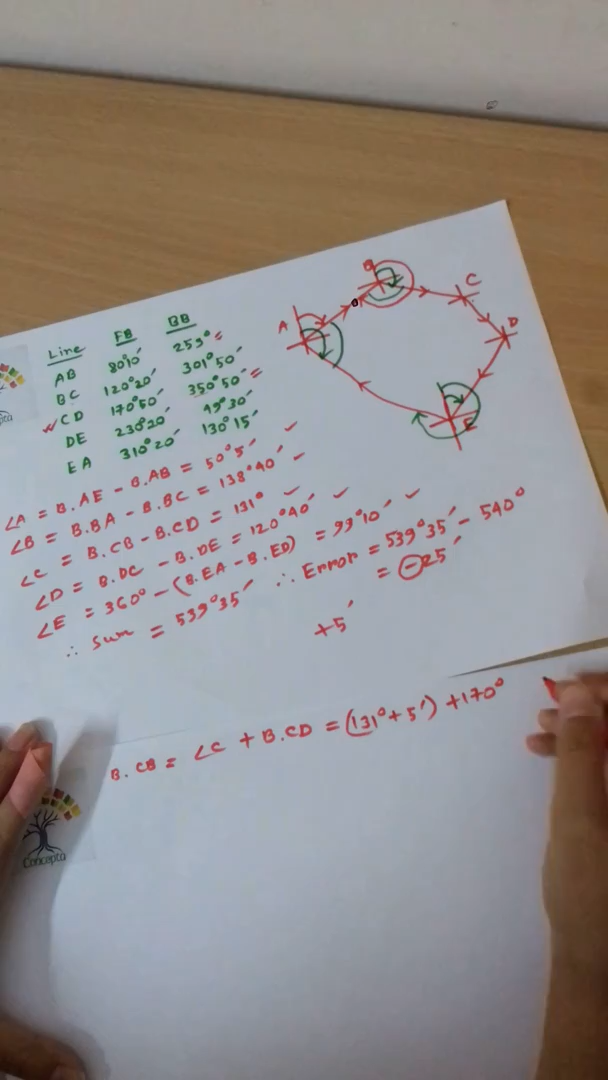 Line FB BB
AB 80°10′ 259°
BC 120°20′ 301°50′
CD 170°50′ 350°50′
DE 230°20′ 49°30′
EA 310°20′ 130°15′
∠A = B.AE - B.AB = 50°5′
∠B = B.BA - B.BC = 138°40′
∠C = B.CB - B.CD = 131°
∠D = B.DC - B.DE = 120°40′
∠E = 360° - (B.EA - B.ED) = 99°10′
∴ Sum = 539°35′ ∴ Error = 539°35′ - 540°
= -25′
+5′
B.CB = ∠C + B.CD = (131°+5′) +170°
A
B
C
D
E
Concepta